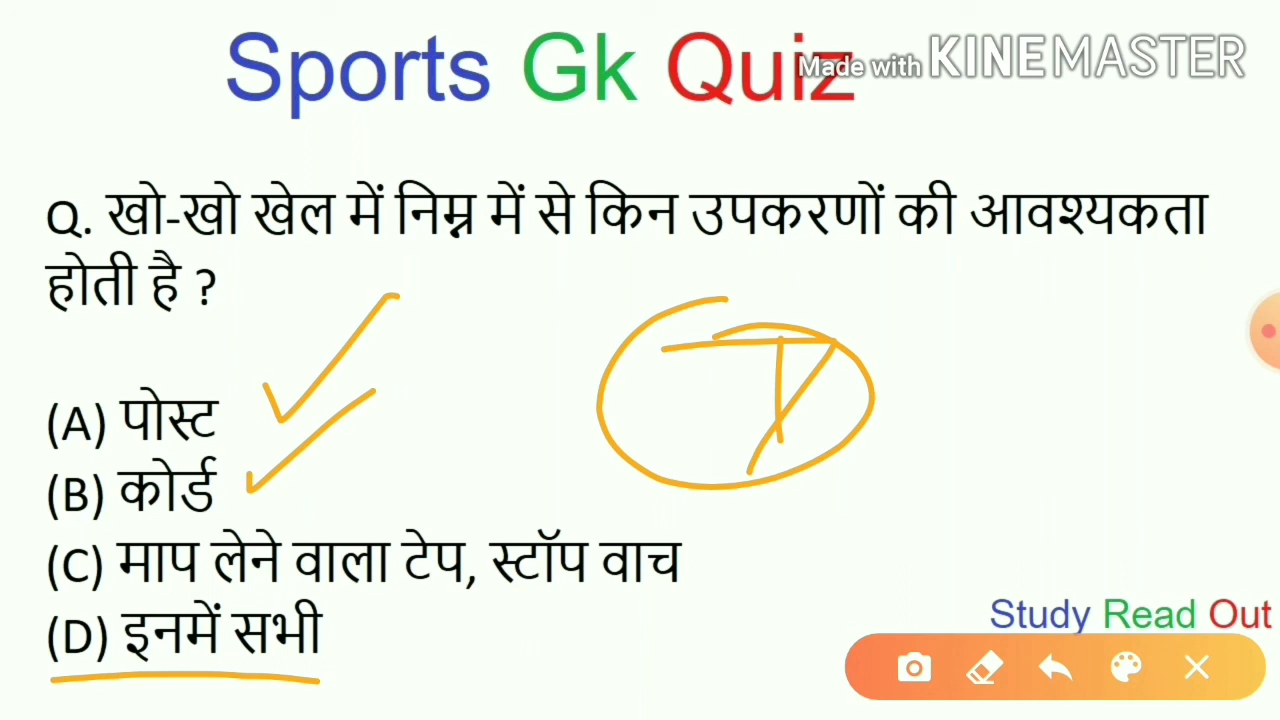 Sports Gk Quiz
Made with KINEMASTER
Q. खो-खो खेल में निम्न में से किन उपकरणों की आवश्यकता
होती है ?
(A) पोस्ट
(B) कोर्ड
(C) माप लेने वाला टेप, स्टॉप वाच
(D) इनमें सभी
Study Read Out